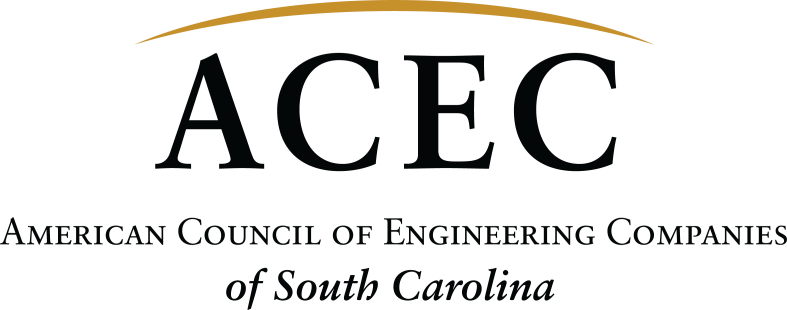 ACEC
American Council of Engineering Companies
of South Carolina